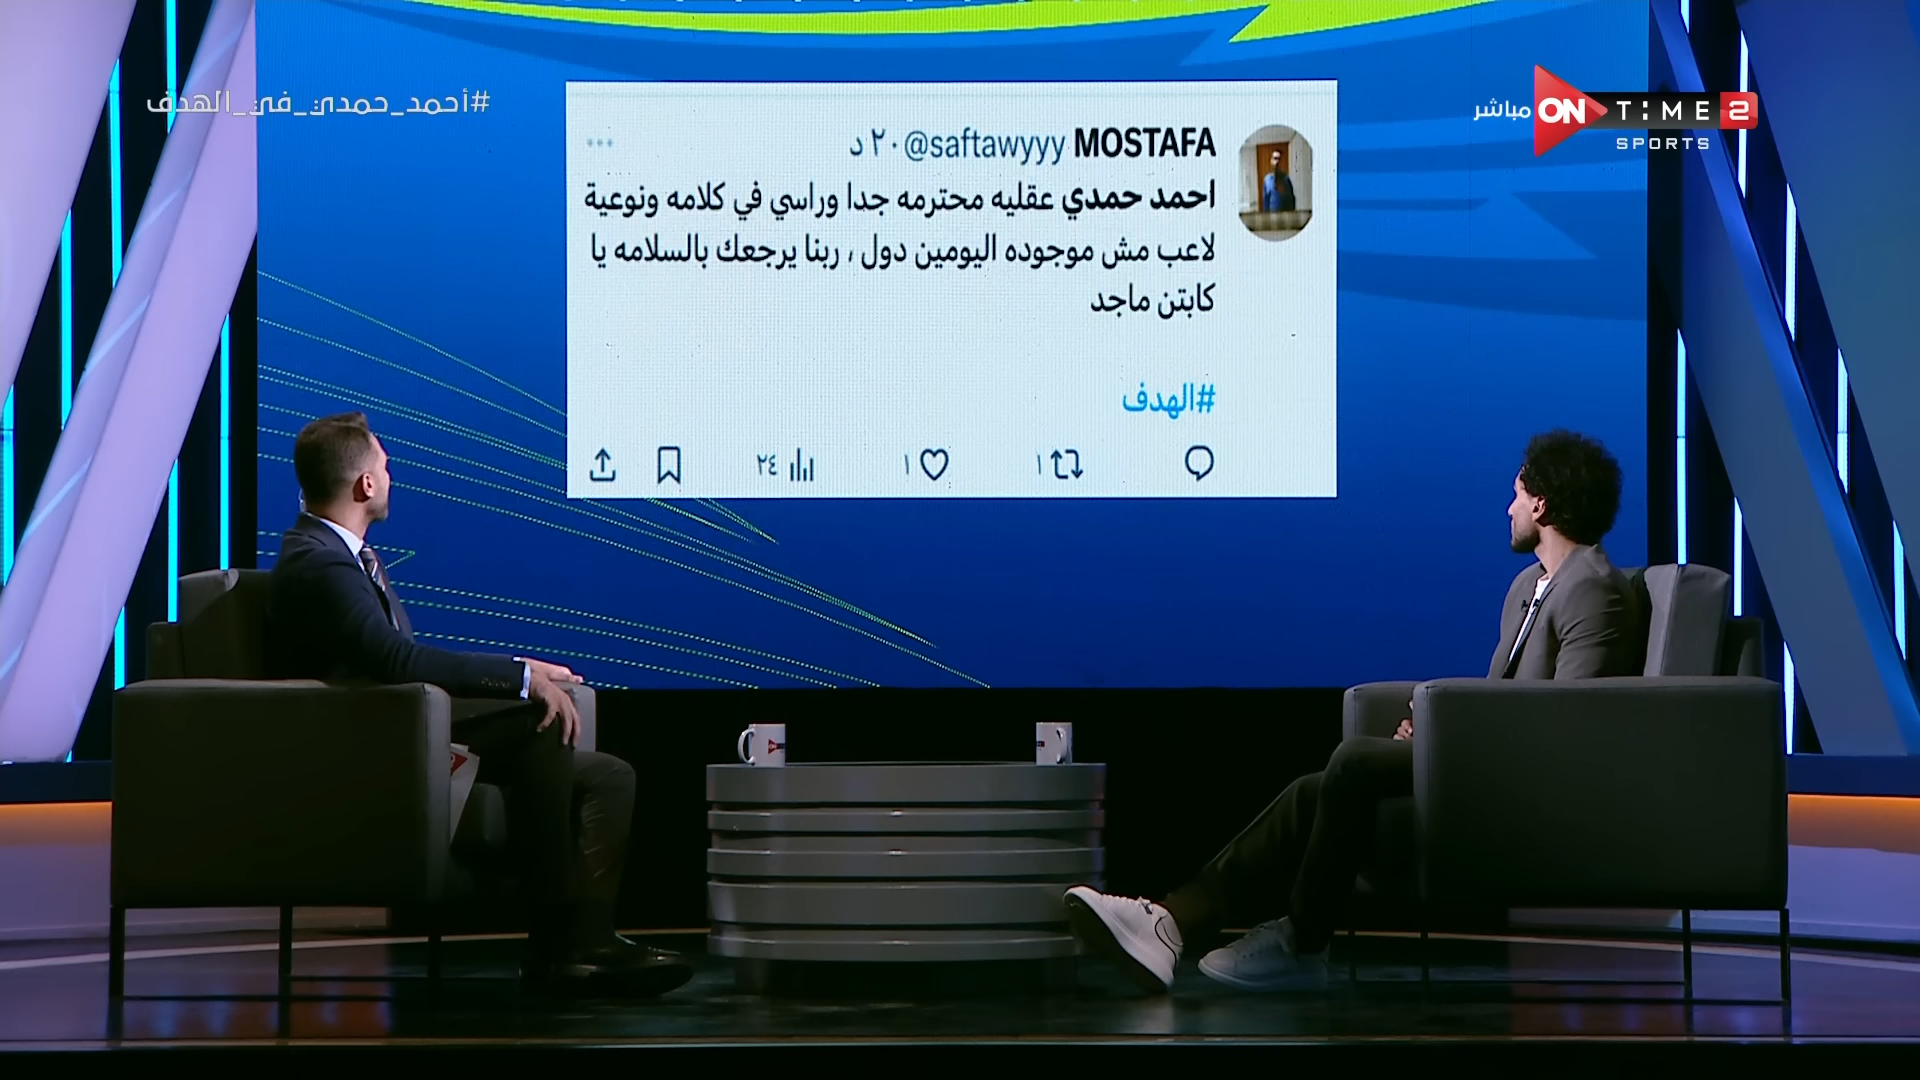 #أحمد_حمدي_في_الهدف
مباشر ON TIME 2
SPORTS
MOSTAFA @saftawyyy · ٢٠ د
احمد حمدي عقليه محترمه جدا وراسي في كلامه ونوعية
لاعب مش موجوده اليومين دول ، ربنا يرجعك بالسلامه يا
كابتن ماجد
#الهدف
١ ١ ٢٤